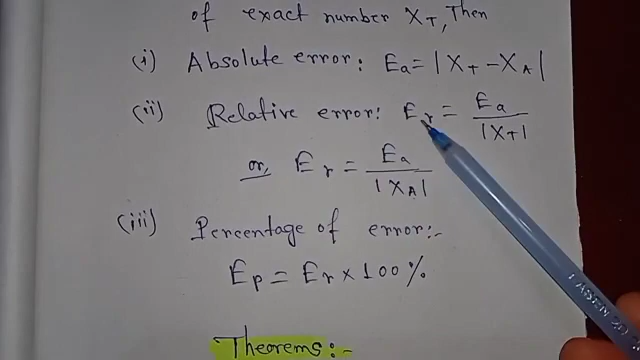 of exact number X_T, Then
(i) Absolute error: E_a = |X_T - X_A|
(ii) Relative error: E_r = E_a / |X_T|
or, E_r = E_a / |X_A|
(iii) Percentage of error:-
E_p = E_r × 100%
Theorems:-